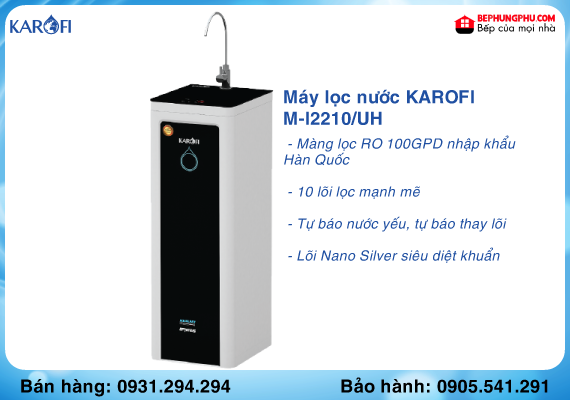 KAROFI
BEPHUNGPHU.COM
Bếp của mọi nhà
Máy lọc nước KAROFI
M-I2210/UH
- Màng lọc RO 100GPD nhập khẩu
Hàn Quốc
- 10 lõi lọc mạnh mẽ
- Tự báo nước yếu, tự báo thay lõi
- Lõi Nano Silver siêu diệt khuẩn
KAROFI
Bán hàng: 0931.294.294
Bảo hành: 0905.541.291